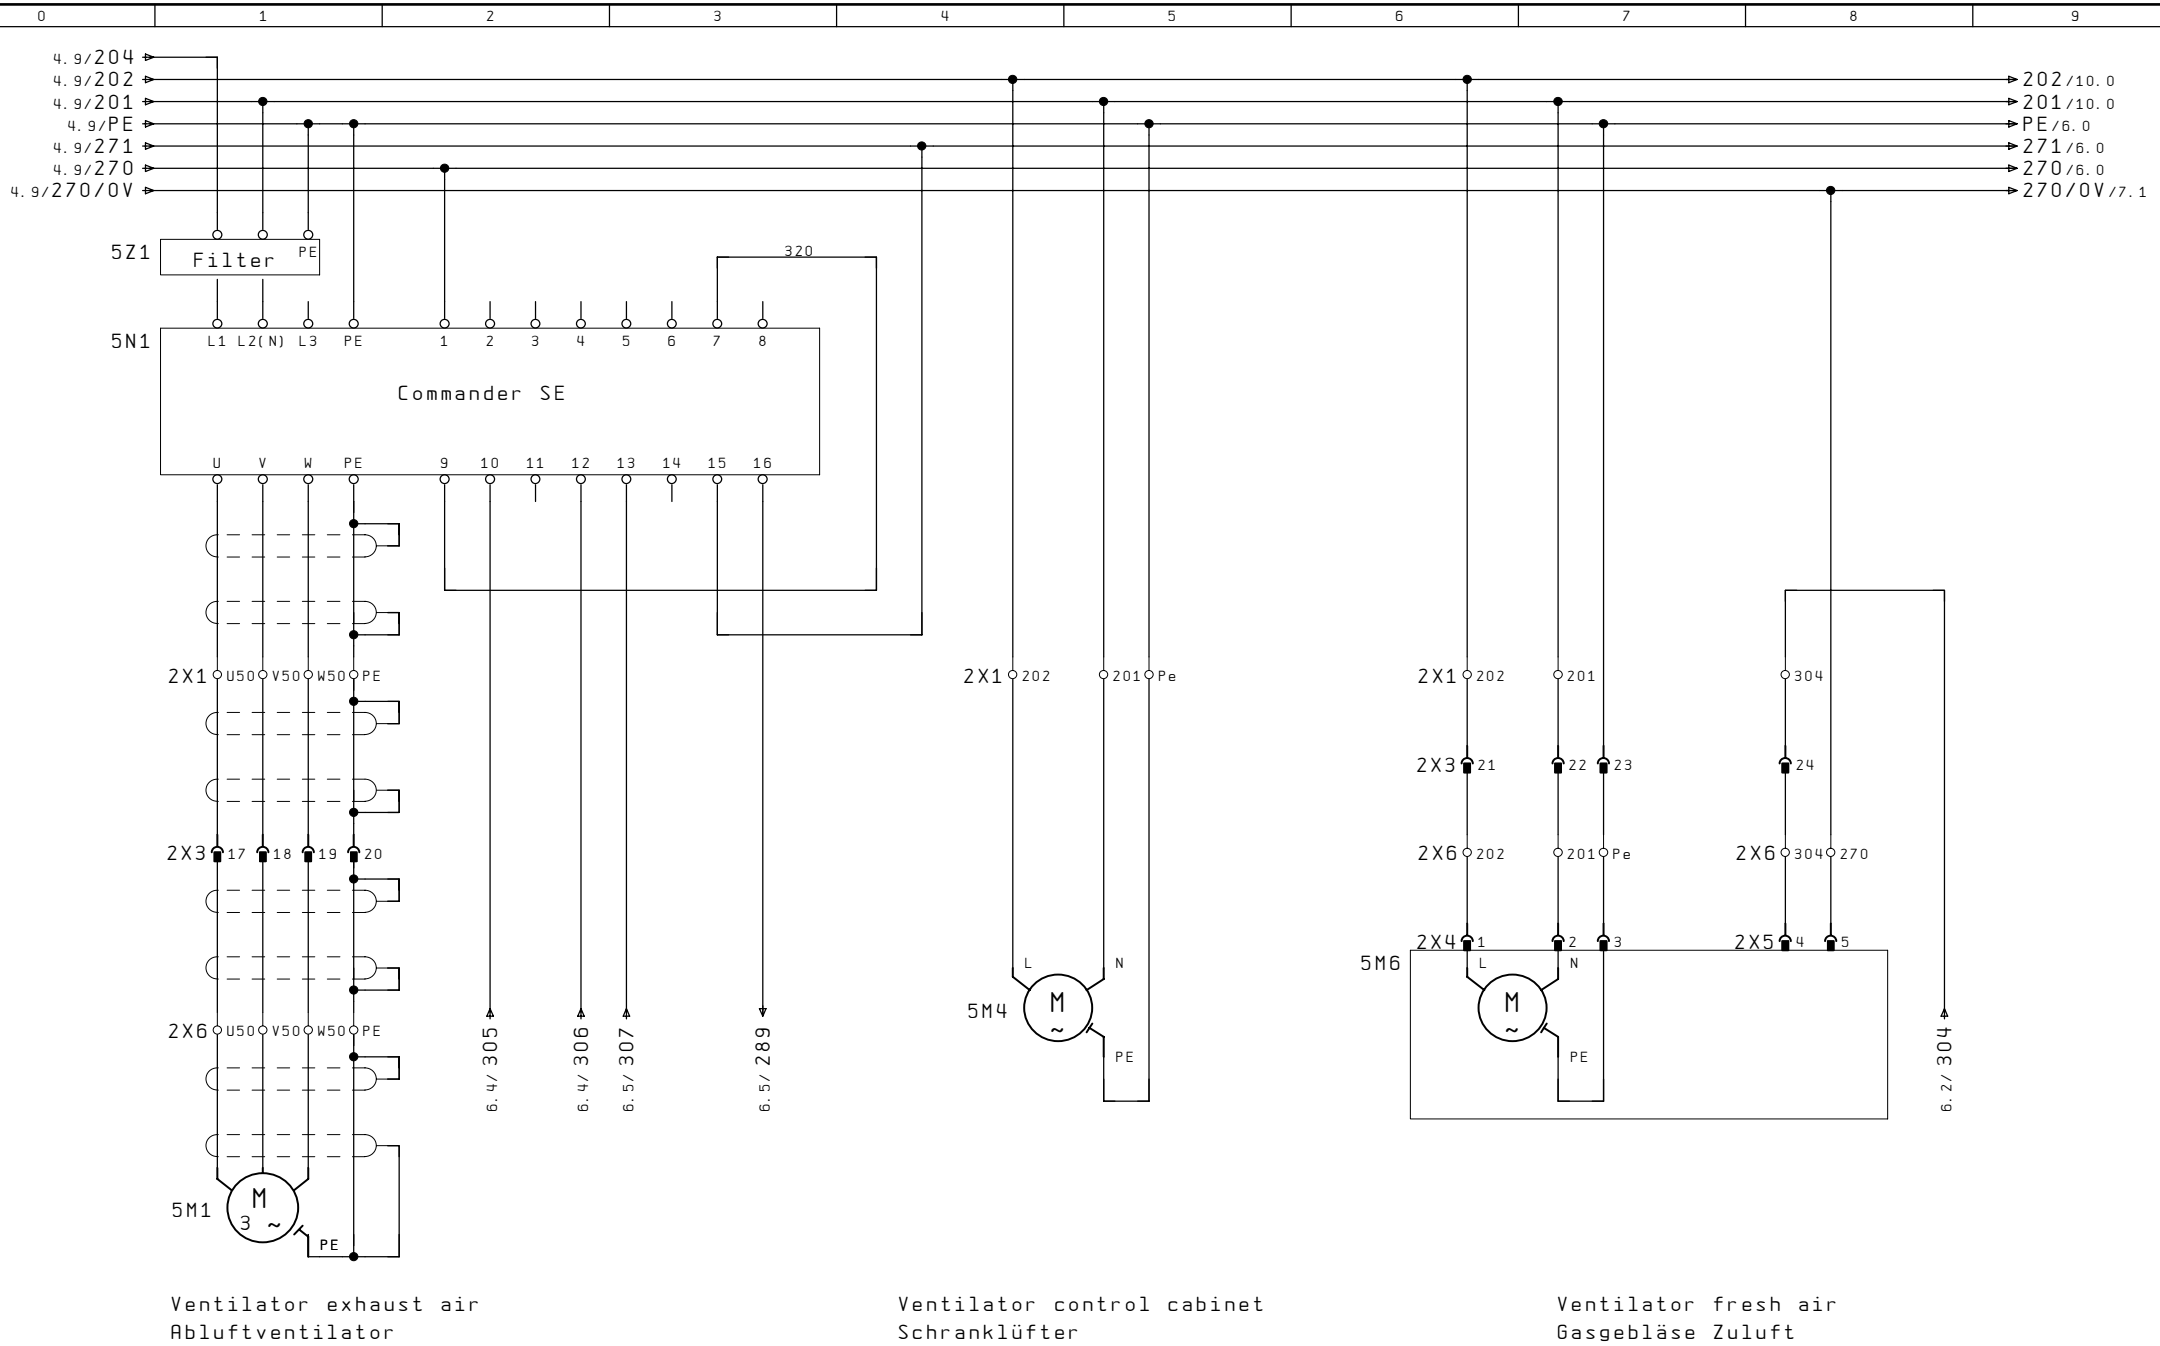 0 1 2 3 4 5 6 7 8 9
4.9/204
4.9/202 202/10.0
4.9/201 201/10.0
4.9/PE PE/6.0
4.9/271 271/6.0
4.9/270 270/6.0
4.9/270/0V 270/0V/7.1
5Z1 Filter PE 320
5N1 L1 L2(N) L3 PE 1 2 3 4 5 6 7 8
Commander SE
U V W PE 9 10 11 12 13 14 15 16
2X1 U50 V50 W50 PE 2X1 202 201 Pe 2X1 202 201 304
2X3 21 22 23 24
2X3 17 18 19 20 2X6 202 201 Pe 2X6 304 270
2X4 1 2 3 2X5 4 5
L N 5M6 L N
5M4 M ~ M ~
2X6 U50 V50 W50 PE 6.4/305 6.4/306 6.5/307 6.5/289 PE PE 6.2/304
5M1 M 3 ~
PE
Ventilator exhaust air Ventilator control cabinet Ventilator fresh air
Abluftventilator Schranklüfter Gasgebläse Zuluft